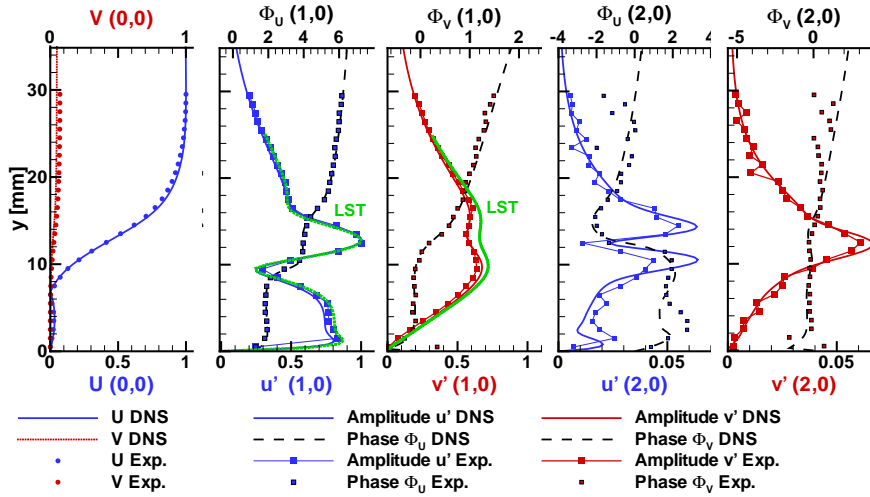 V (0,0) Φ_U (1,0) Φ_V (1,0) Φ_U (2,0) Φ_V (2,0)
0 1 0 2 4 6 0 1 2 -4 -2 0 2 4 -5 0
y [mm]
35
30
20
10
0
LST LST
0 0.5 1 0.5 1 0 0.5 1 0 0.05 0 0.05
U (0,0) u' (1,0) v' (1,0) u' (2,0) v' (2,0)
U DNS Amplitude u' DNS Amplitude v' DNS
V DNS Phase Φ_U DNS Phase Φ_V DNS
U Exp. Amplitude u' Exp. Amplitude v' Exp.
V Exp. Phase Φ_U Exp. Phase Φ_V Exp.